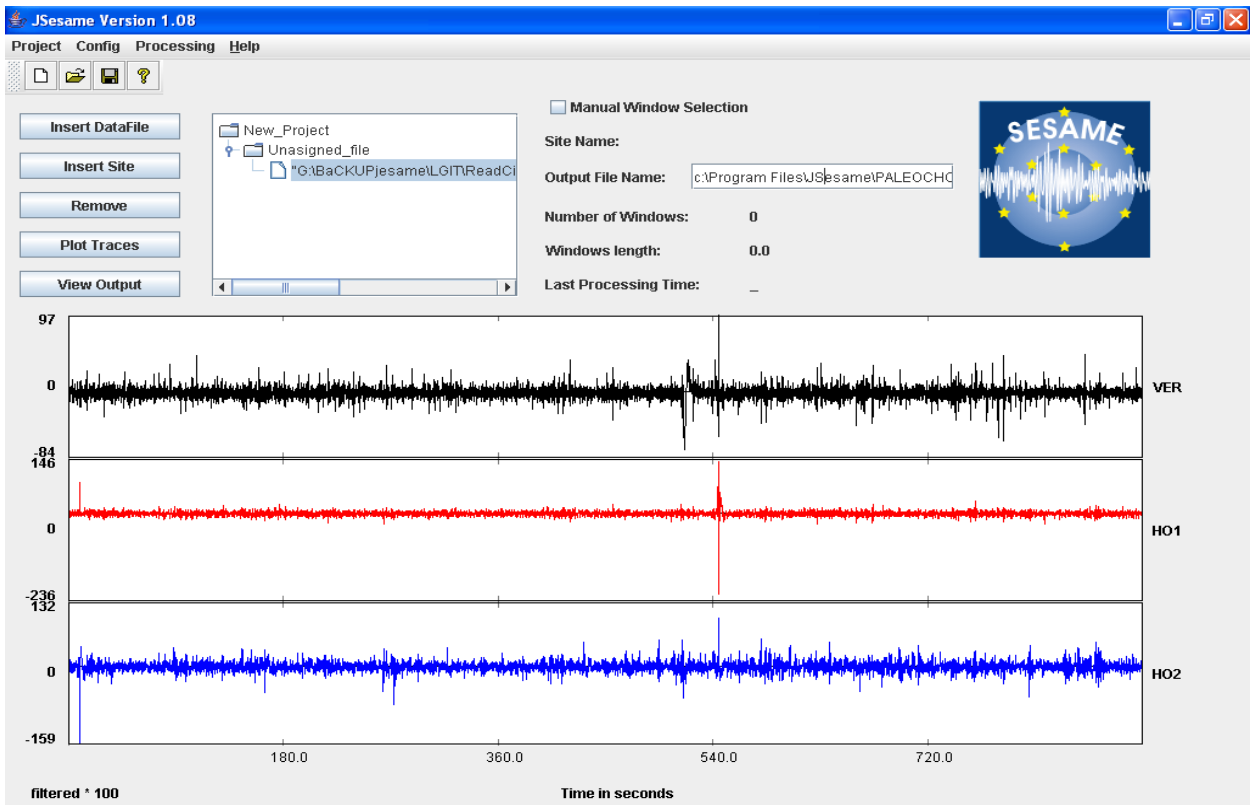 JSesame Version 1.08
Project Config Processing Help
Insert DataFile
Insert Site
Remove
Plot Traces
View Output
New_Project
Unasigned_file
"G:\BaCKUPjesame\LGIT\ReadCi
Manual Window Selection
Site Name:
Output File Name: c:\Program Files\JSesame\PALEOCHO
Number of Windows: 0
Windows length: 0.0
Last Processing Time: _
SESAME
97
0
-84
VER
146
0
-236
HO1
132
0
-159
HO2
180.0 360.0 540.0 720.0
filtered * 100 Time in seconds